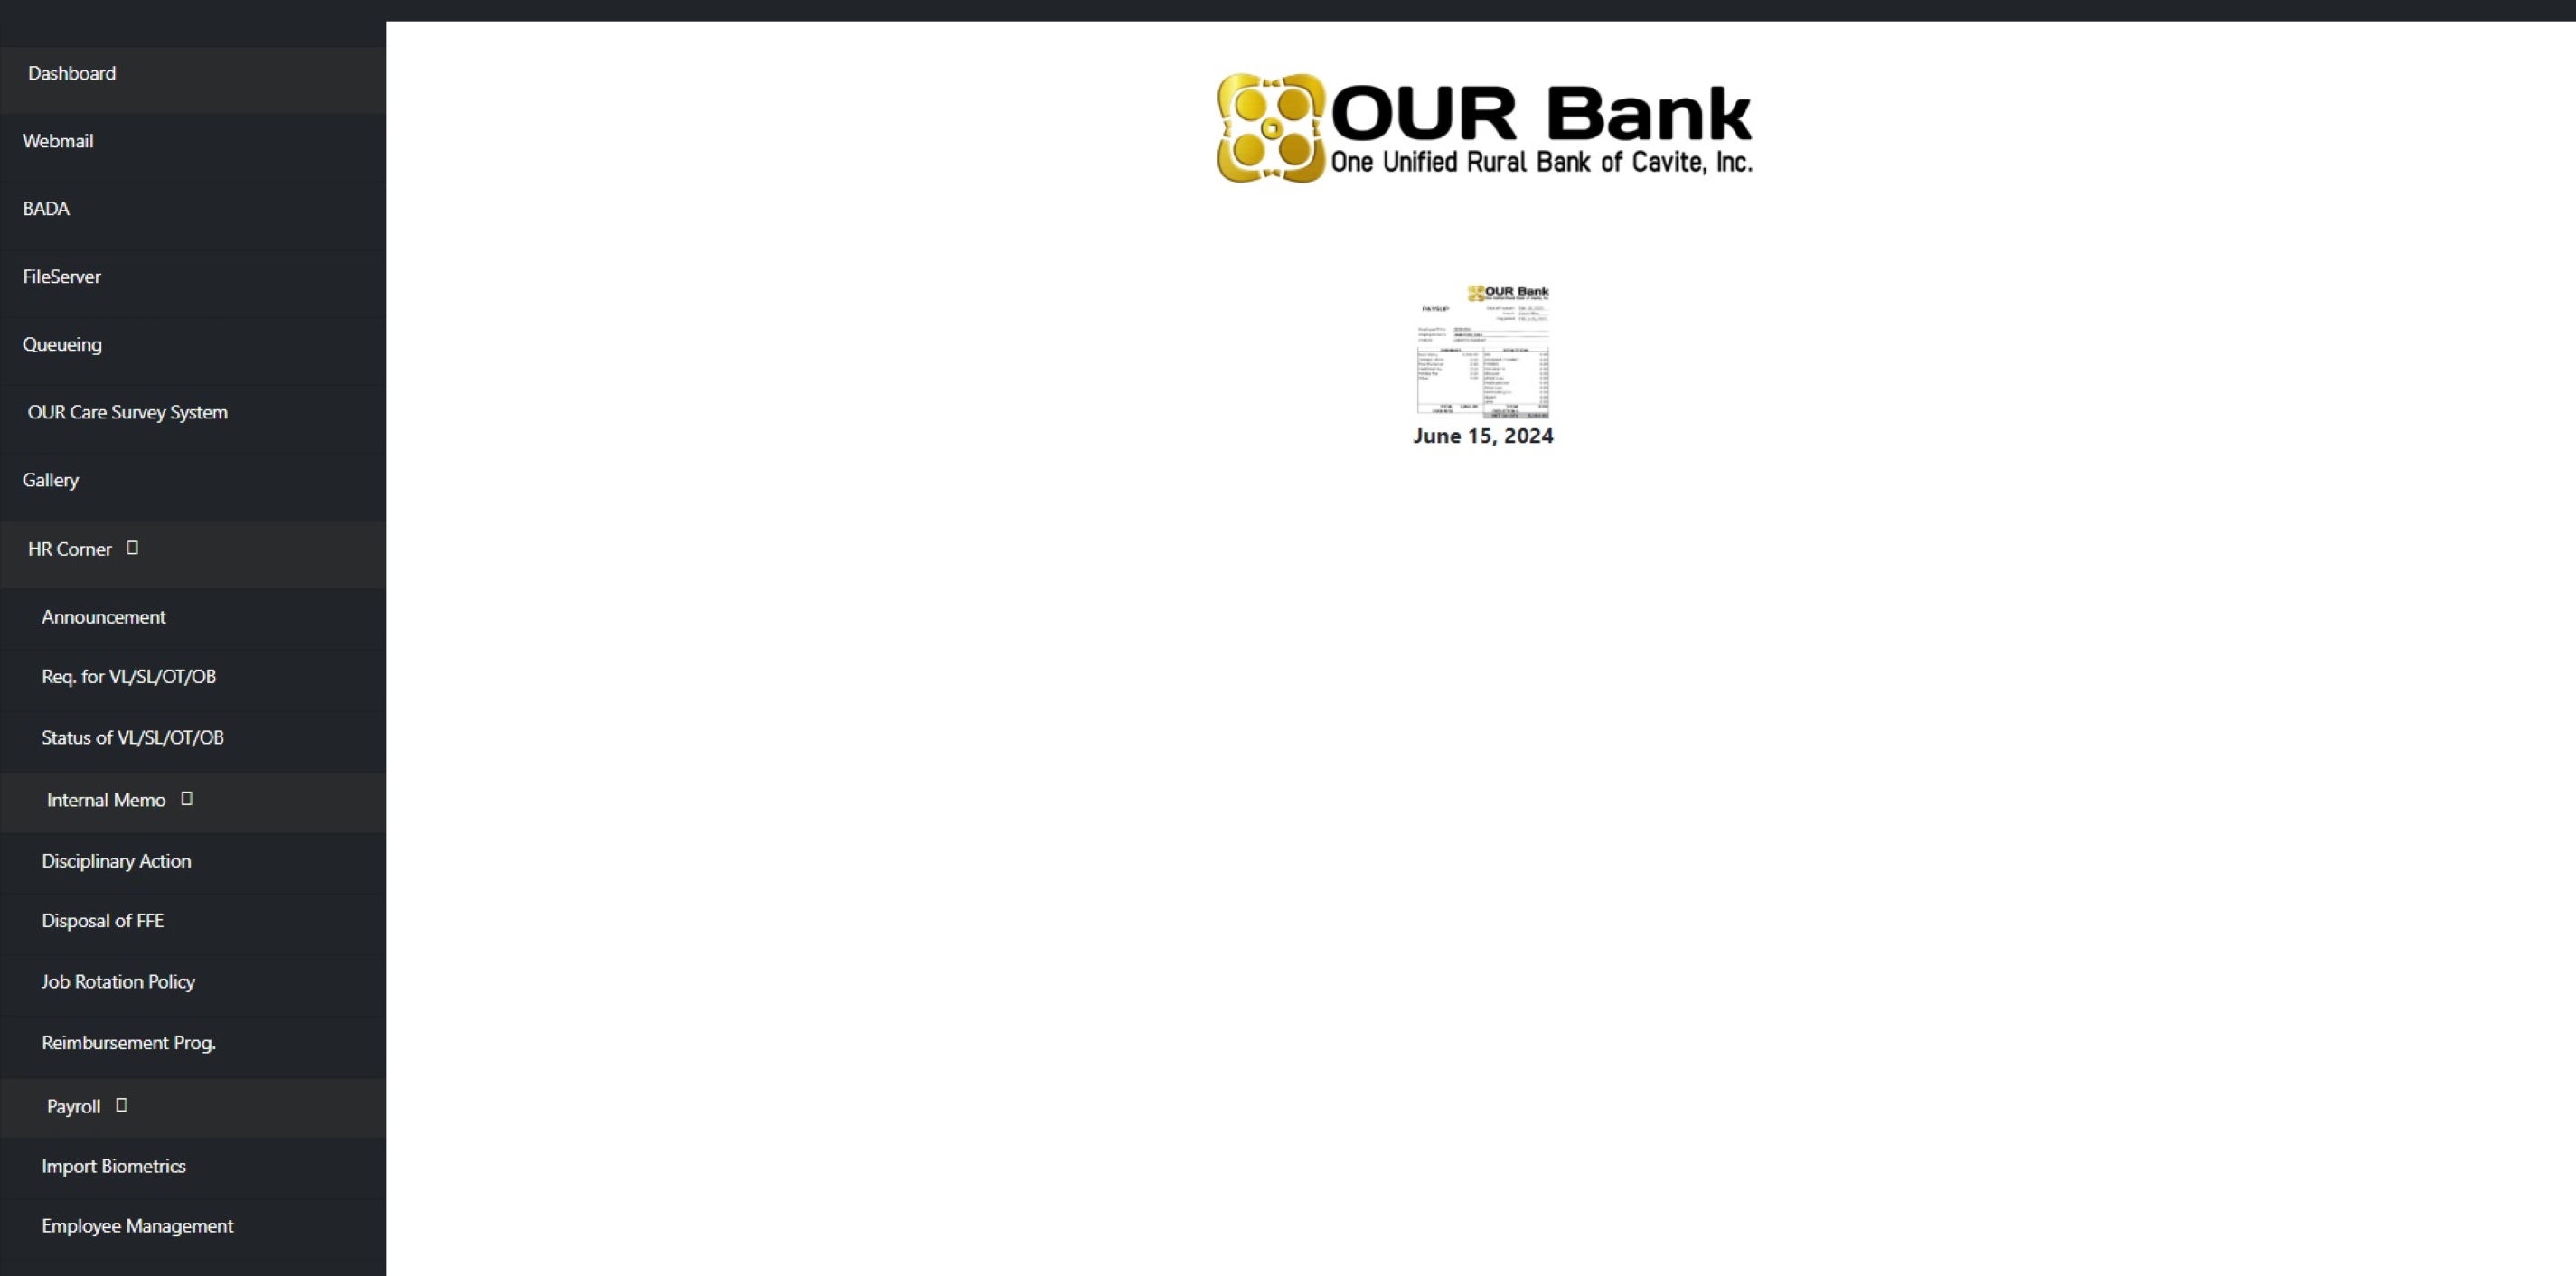 Dashboard
Webmail
BADA
FileServer
Queueing
OUR Care Survey System
Gallery
HR Corner
Announcement
Req. for VL/SL/OT/OB
Status of VL/SL/OT/OB
Internal Memo
Disciplinary Action
Disposal of FFE
Job Rotation Policy
Reimbursement Prog.
Payroll
Import Biometrics
Employee Management
OUR Bank
One Unified Rural Bank of Cavite, Inc.
OUR Bank
PAYSLIP
June 15, 2024